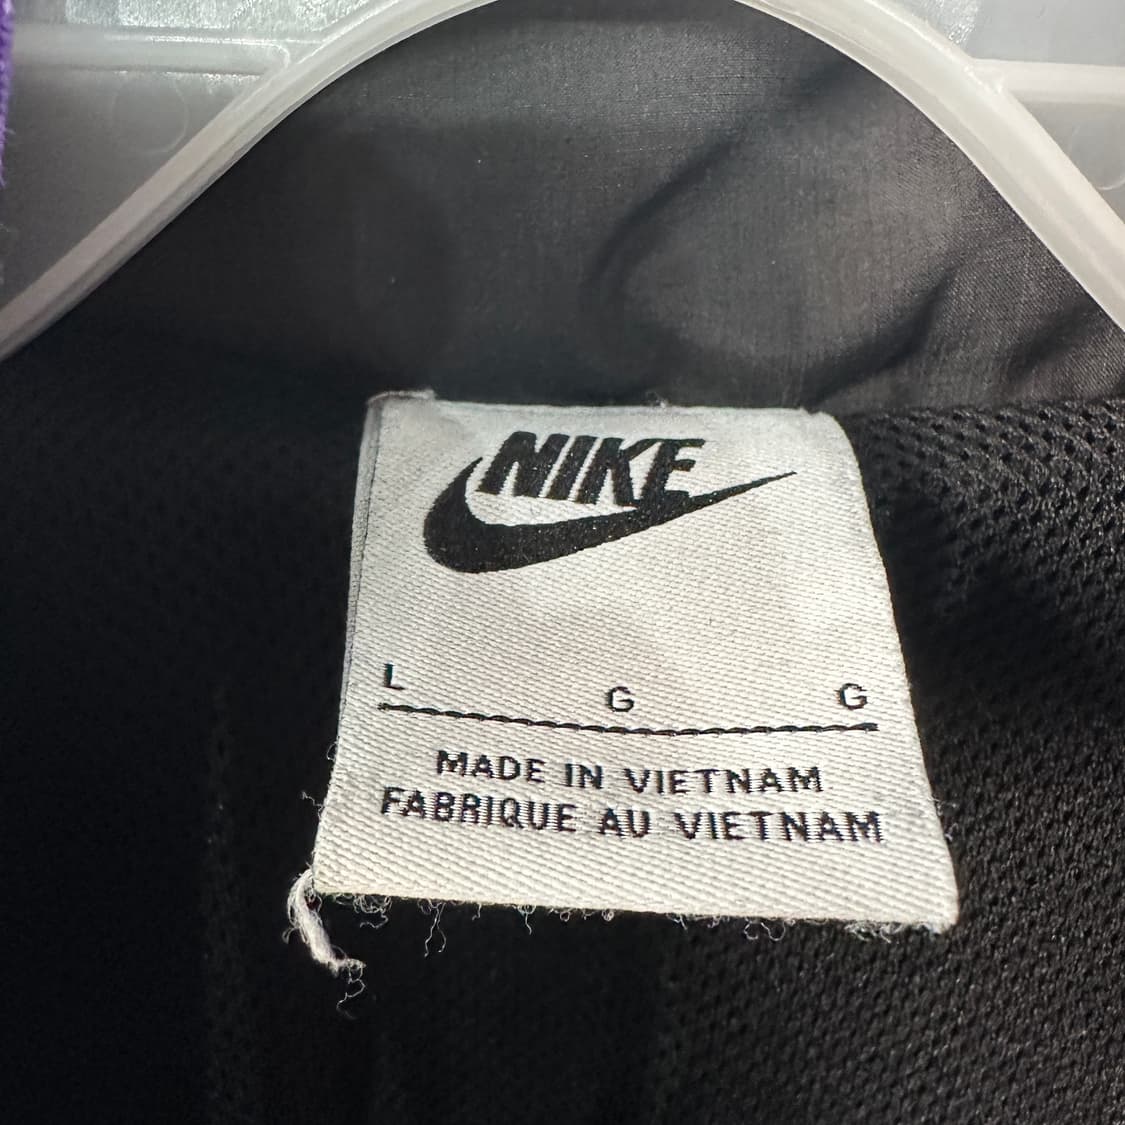 NIKE
L G G
MADE IN VIETNAM
FABRIQUE AU VIETNAM